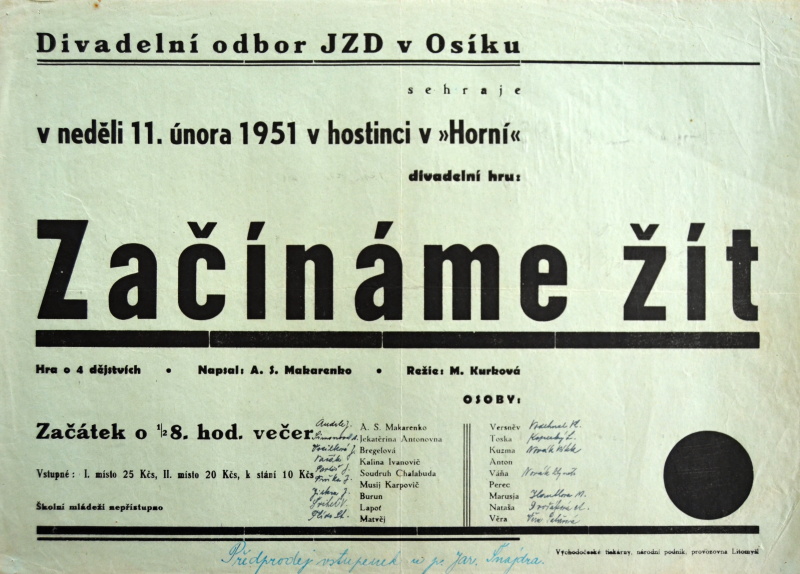 Divadelní odbor JZD v Osíku
sehraje
v neděli 11. února 1951 v hostinci v »Horní«
divadelní hru:
Začínáme žít
Hra o 4 dějstvích • Napsal: A. S. Makarenko • Režie: M. Kurková
OSOBY:
Začátek o ½8. hod. večer
Vstupné: I. místo 25 Kčs, II. místo 20 Kčs, k stání 10 Kčs
Školní mládeži nepřístupno
A. S. Makarenko
Jekatěrina Antonovna
Bregelová
Kalina Ivanovič
Soudruh Chalabuda
Musij Karpovič
Burun
Lapoť
Matvěj
Versněv
Toska
Kuzma
Anton
Váňa Novák
Perec
Marusja
Nataša
Věra
Předprodej vstupenek u p. Jar. Šnajdra.
Východočeské tiskárny, národní podnik, provozovna Litomyšl